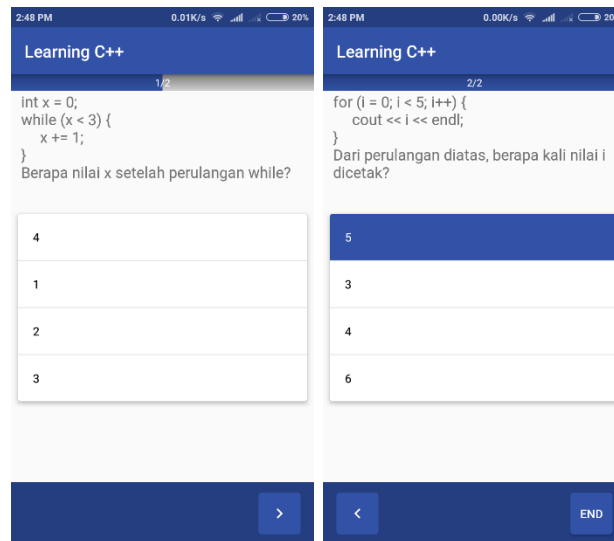 2:48 PM 0.01K/s 20%
Learning C++
1/2
int x = 0;
while (x < 3) {
x += 1;
}
Berapa nilai x setelah perulangan while?
4
1
2
3
>
2:48 PM 0.00K/s 20
Learning C++
2/2
for (i = 0; i < 5; i++) {
cout << i << endl;
}
Dari perulangan diatas, berapa kali nilai i
dicetak?
5
3
4
6
< END